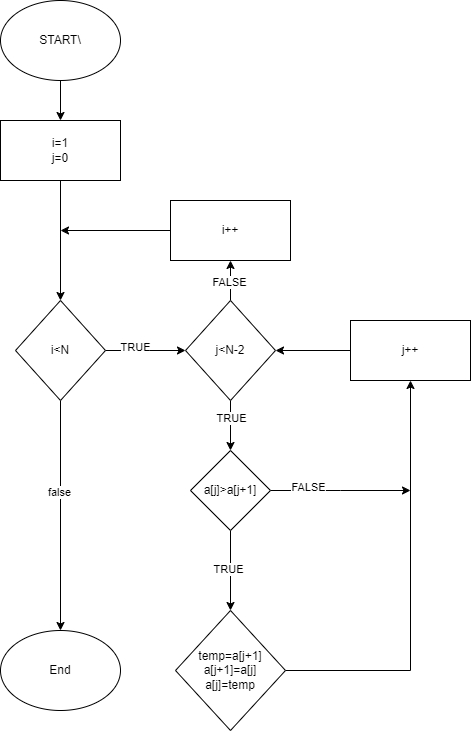 START\
i=1
j=0
i++
FALSE
i<N
TRUE
j<N-2
j++
TRUE
a[j]>a[j+1]
FALSE
false
TRUE
temp=a[j+1]
a[j+1]=a[j]
a[j]=temp
End